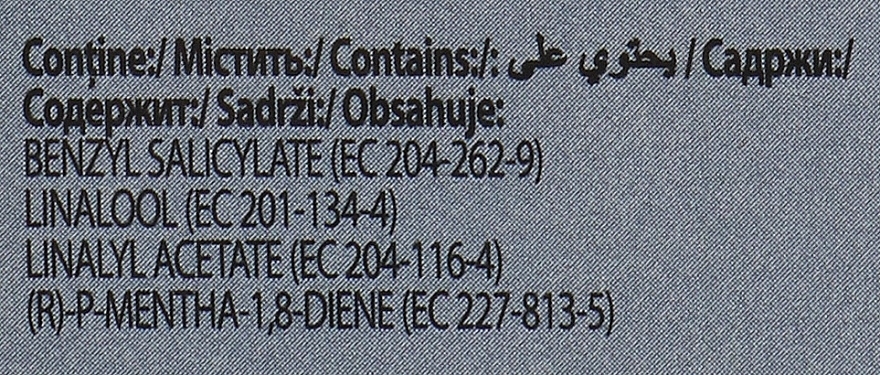 Conține:/ Містить:/ Contains:/: يحتوي على / Садржи:/
Содержит:/ Sadrži:/ Obsahuje:
BENZYL SALICYLATE (EC 204-262-9)
LINALOOL (EC 201-134-4)
LINALYL ACETATE (EC 204-116-4)
(R)-P-MENTHA-1,8-DIENE (EC 227-813-5)